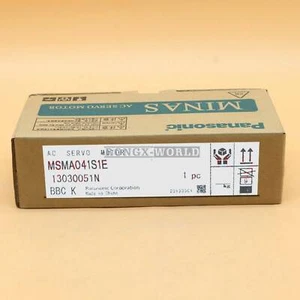 MINAS
AC SERVO MOTOR
Panasonic
AC SERVO MOTOR
MSMA041S1E
13030051N
1 pc
BBC K
Panasonic Corporation
Made in China